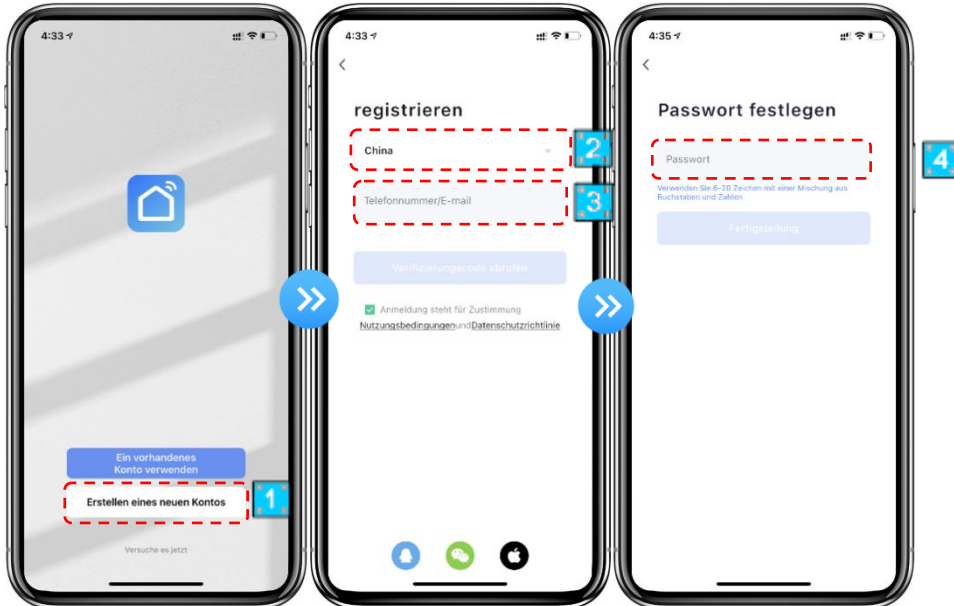 4:33
Ein vorhandenes
Konto verwenden
Erstellen eines neuen Kontos
1
Versuche es jetzt
4:33
registrieren
China
2
Telefonnummer/E-mail
3
Verifizierungscode abrufen
Anmeldung steht für Zustimmung
NutzungsbedingungenundDatenschutzrichtlinie
4:35
Passwort festlegen
Passwort
4
Verwenden Sie 6-20 Zeichen mit einer Mischung aus
Buchstaben und Zahlen
Fertigstellung